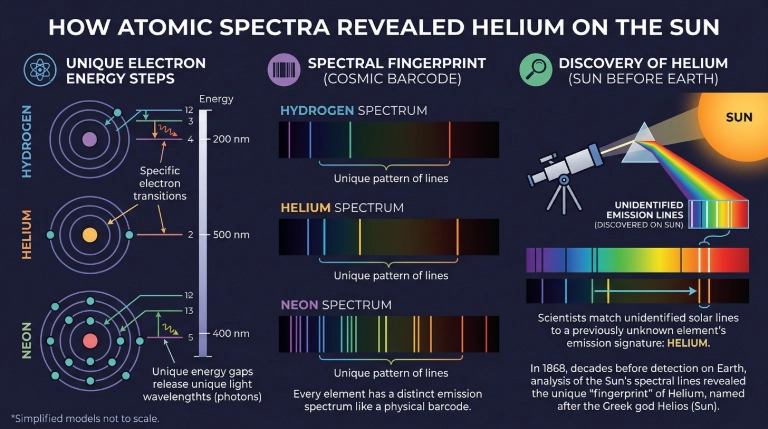 HOW ATOMIC SPECTRA REVEALED HELIUM ON THE SUN
UNIQUE ELECTRON
ENERGY STEPS
HYDROGEN
Energy
12
3
4
200 nm
Specific
electron
transitions
HELIUM
2
500 nm
NEON
12
13
5
400 nm
Unique energy gaps
release unique light
wavelengthts (photons)
*Simplified models not to scale.
SPECTRAL FINGERPRINT
(COSMIC BARCODE)
HYDROGEN SPECTRUM
Unique pattern of lines
HELIUM SPECTRUM
Unique pattern of lines
NEON SPECTRUM
Unique pattern of lines
Every element has a distinct emission
spectrum like a physical barcode.
DISCOVERY OF HELIUM
(SUN BEFORE EARTH)
SUN
UNIDENTIFIED
EMISSION LINES
(DISCOVERED ON SUN)
Scientists match unidentified solar lines
to a previously unknown element's
emission signature: HELIUM.
In 1868, decades before detection on Earth,
analysis of the Sun's spectral lines revealed
the unique "fingerprint" of Helium, named
after the Greek god Helios (Sun).